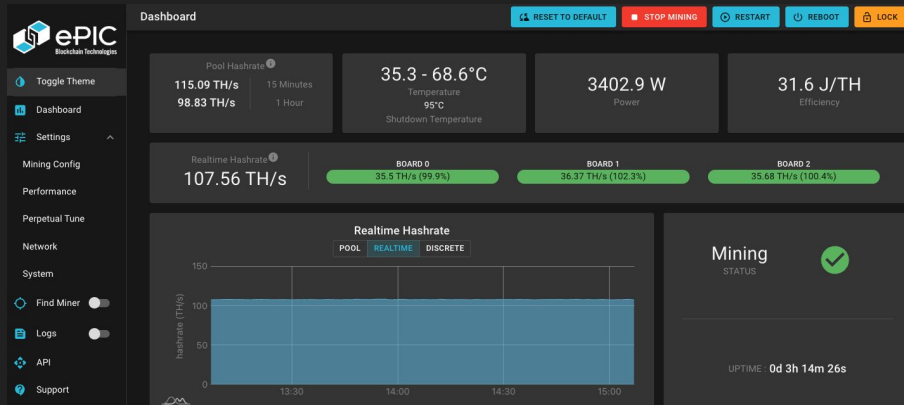 ePIC
Blockchain Technologies
Toggle Theme
Dashboard
Settings
Mining Config
Performance
Perpetual Tune
Network
System
Find Miner
Logs
API
Support
Dashboard
RESET TO DEFAULT
STOP MINING
RESTART
REBOOT
LOCK
Pool Hashrate
115.09 TH/s 15 Minutes
98.83 TH/s 1 Hour
35.3 - 68.6°C
Temperature
95°C
Shutdown Temperature
3402.9 W
Power
31.6 J/TH
Efficiency
Realtime Hashrate
107.56 TH/s
BOARD 0
35.5 TH/s (99.9%)
BOARD 1
36.37 TH/s (102.3%)
BOARD 2
35.68 TH/s (100.4%)
Realtime Hashrate
POOL REALTIME DISCRETE
hashrate (TH/s)
150
100
50
0
13:30 14:00 14:30 15:00
Mining
STATUS
UPTIME : 0d 3h 14m 26s